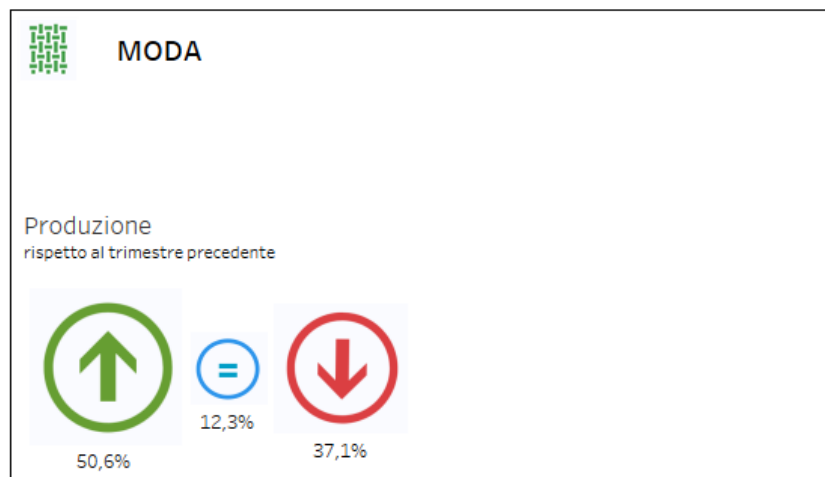 MODA
Produzione
rispetto al trimestre precedente
=
12,3%
37,1%
50,6%